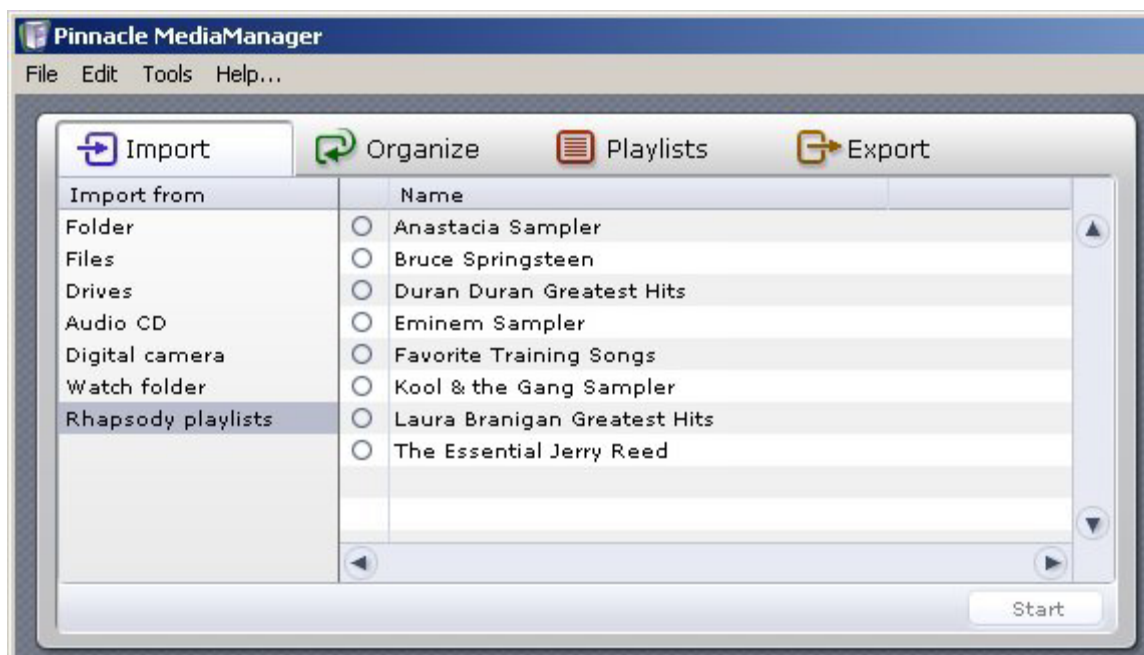 Pinnacle MediaManager
File Edit Tools Help...
Import Organize Playlists Export
Import from Name
Folder Anastacia Sampler
Files Bruce Springsteen
Drives Duran Duran Greatest Hits
Audio CD Eminem Sampler
Digital camera Favorite Training Songs
Watch folder Kool & the Gang Sampler
Rhapsody playlists Laura Branigan Greatest Hits
The Essential Jerry Reed
Start